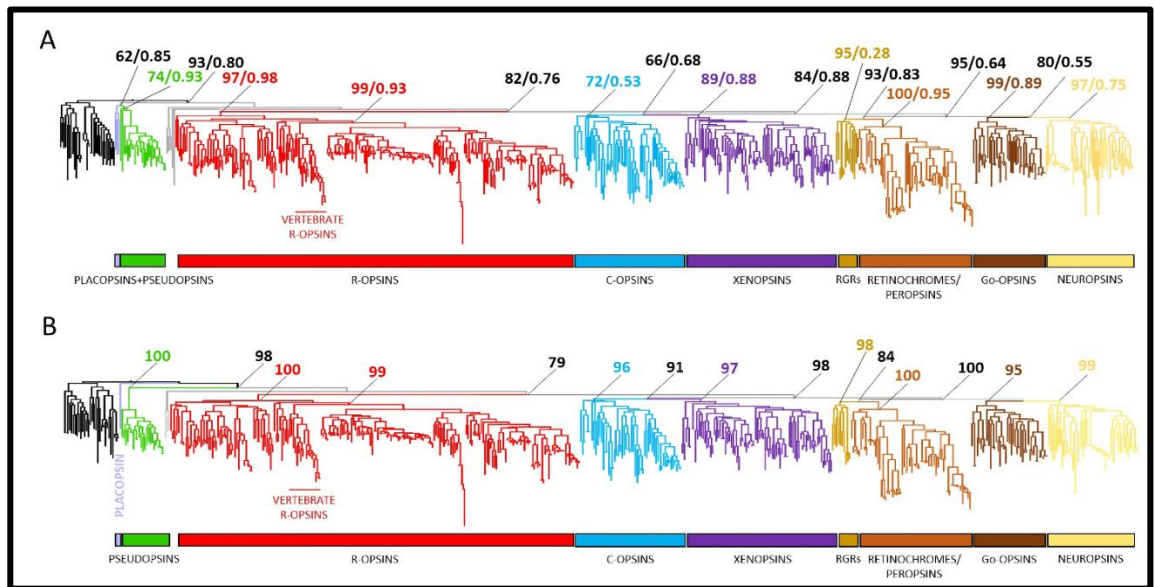 A
62/0.85
93/0.80
74/0.93
97/0.98
99/0.93
82/0.76
72/0.53
66/0.68
89/0.88
84/0.88
95/0.28
93/0.83
100/0.95
95/0.64
99/0.89
80/0.55
97/0.75
VERTEBRATE
R-OPSINS
PLACOPSINS+PSEUDOPSINS
R-OPSINS
C-OPSINS
XENOPSINS
RGRs
RETINOCHROMES/
PEROPSINS
Go-OPSINS
NEUROPSINS
B
100
98
100
99
79
96
91
97
98
98
84
100
100
95
99
PLACOPSIN
VERTEBRATE
R-OPSINS
PSEUDOPSINS
R-OPSINS
C-OPSINS
XENOPSINS
RGRs
RETINOCHROMES/
PEROPSINS
Go-OPSINS
NEUROPSINS